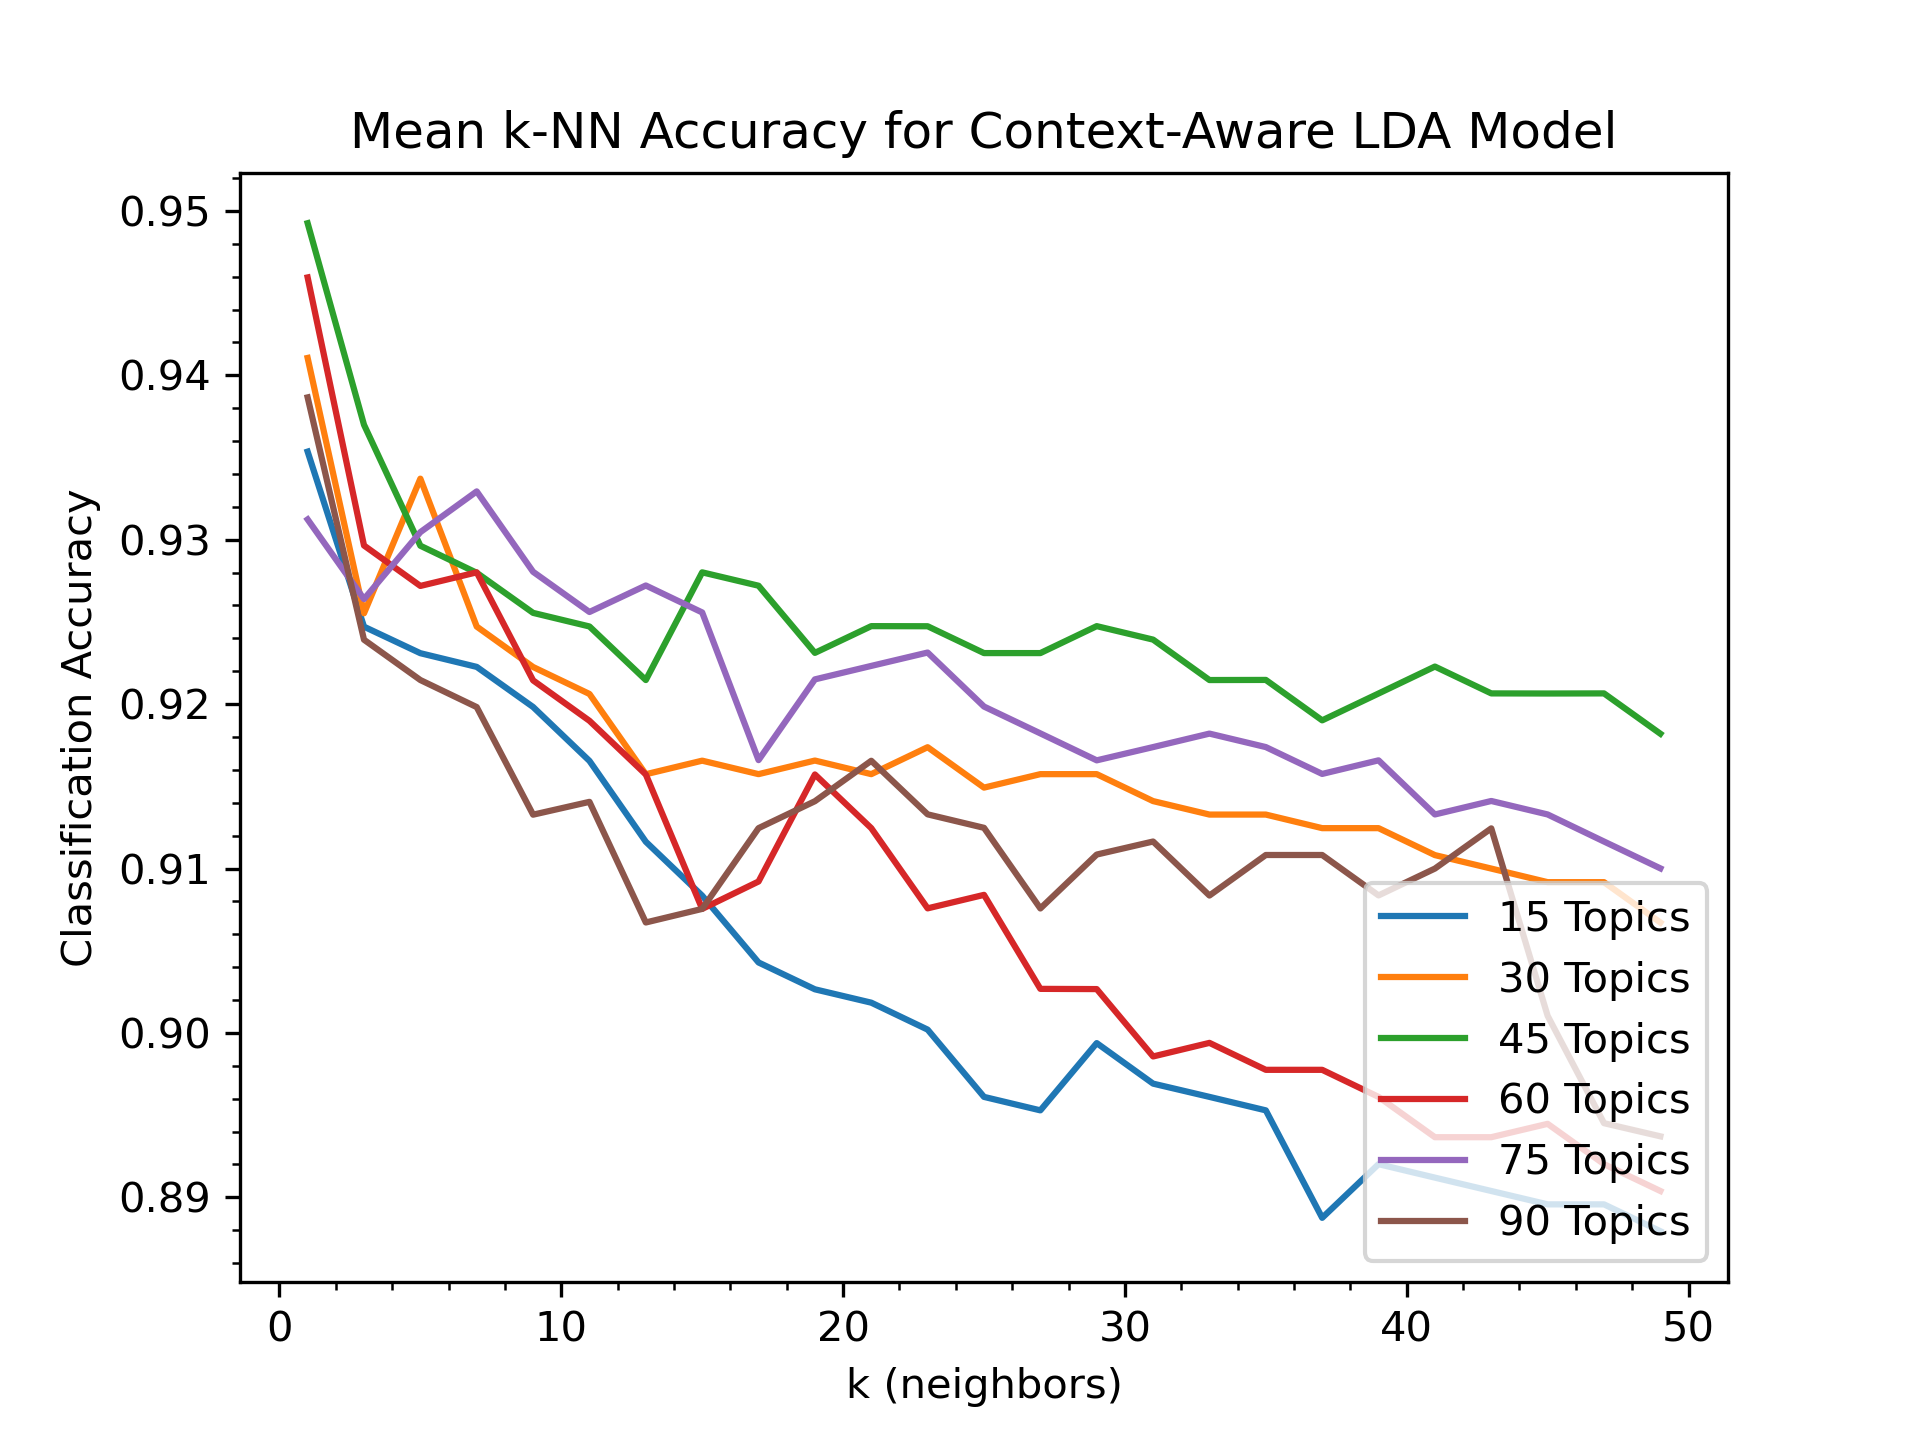 Mean k-NN Accuracy for Context-Aware LDA Model
Classification Accuracy
0.95
0.94
0.93
0.92
0.91
0.90
0.89
15 Topics
30 Topics
45 Topics
60 Topics
75 Topics
90 Topics
0 10 20 30 40 50
k (neighbors)